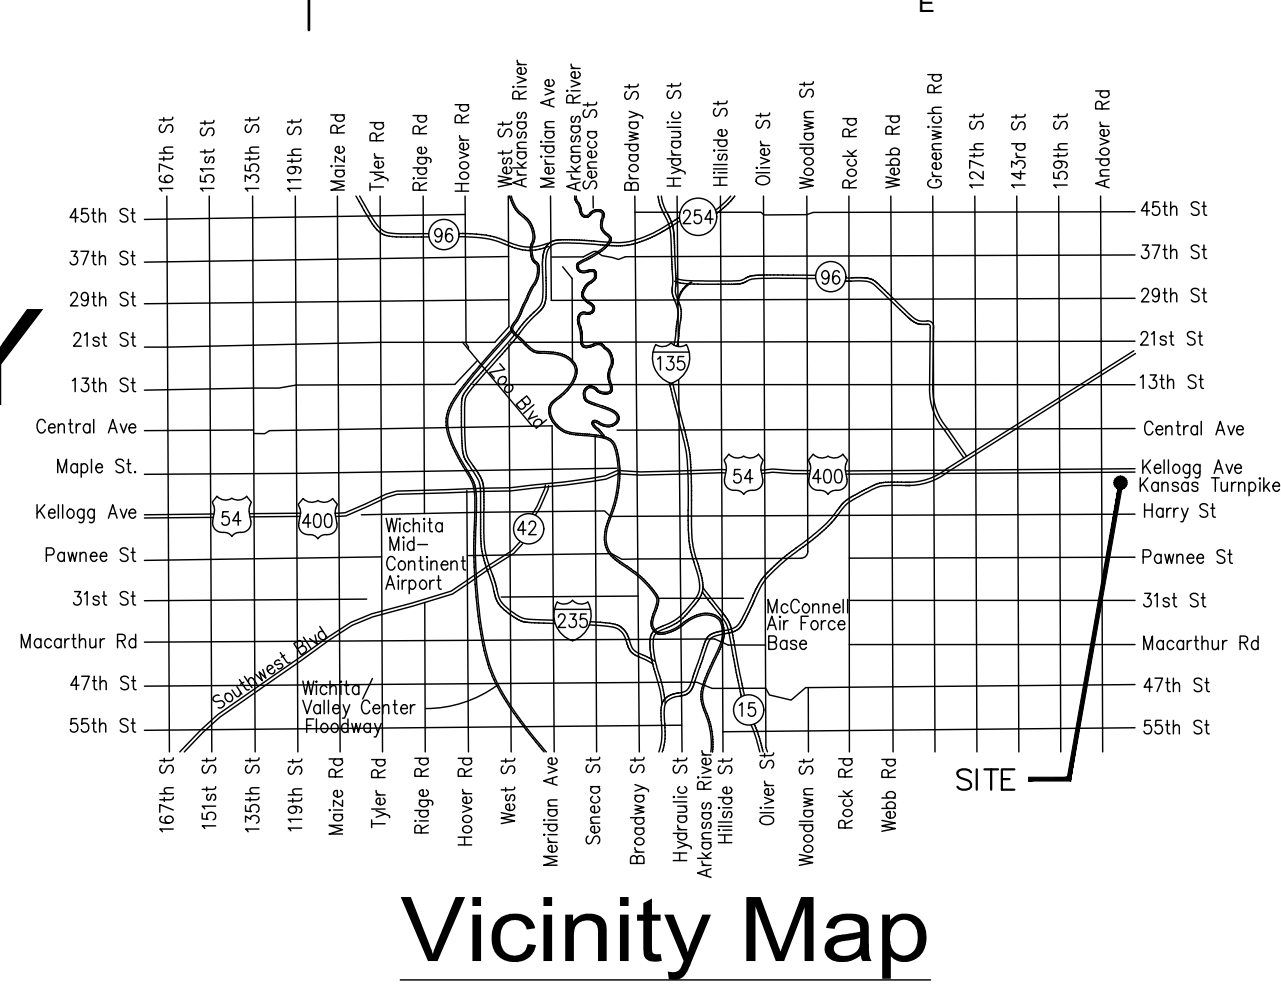 E
167th St
151st St
135th St
119th St
Maize Rd
Tyler Rd
Ridge Rd
Hoover Rd
West St
Arkansas River
Meridian Ave
Arkansas River
Seneca St
Broadway St
Hydraulic St
Hillside St
Oliver St
Woodlawn St
Rock Rd
Webb Rd
Greenwich Rd
127th St
143rd St
159th St
Andover Rd
45th St
37th St
29th St
21st St
13th St
Central Ave
Maple St.
Kellogg Ave
Pawnee St
31st St
Macarthur Rd
47th St
55th St
96
254
96
135
Zoo Blvd
54
400
54
400
42
Wichita
Mid-
Continent
Airport
235
McConnell
Air Force
Base
Southwest Blvd
Wichita/
Valley Center
Floodway
15
45th St
37th St
29th St
21st St
13th St
Central Ave
Kellogg Ave
Kansas Turnpike
Harry St
Pawnee St
31st St
Macarthur Rd
47th St
55th St
SITE
167th St
151st St
135th St
119th St
Maize Rd
Tyler Rd
Ridge Rd
Hoover Rd
West St
Meridian Ave
Seneca St
Broadway St
Hydraulic St
Arkansas River
Hillside St
Oliver St
Woodlawn St
Rock Rd
Webb Rd
Vicinity Map